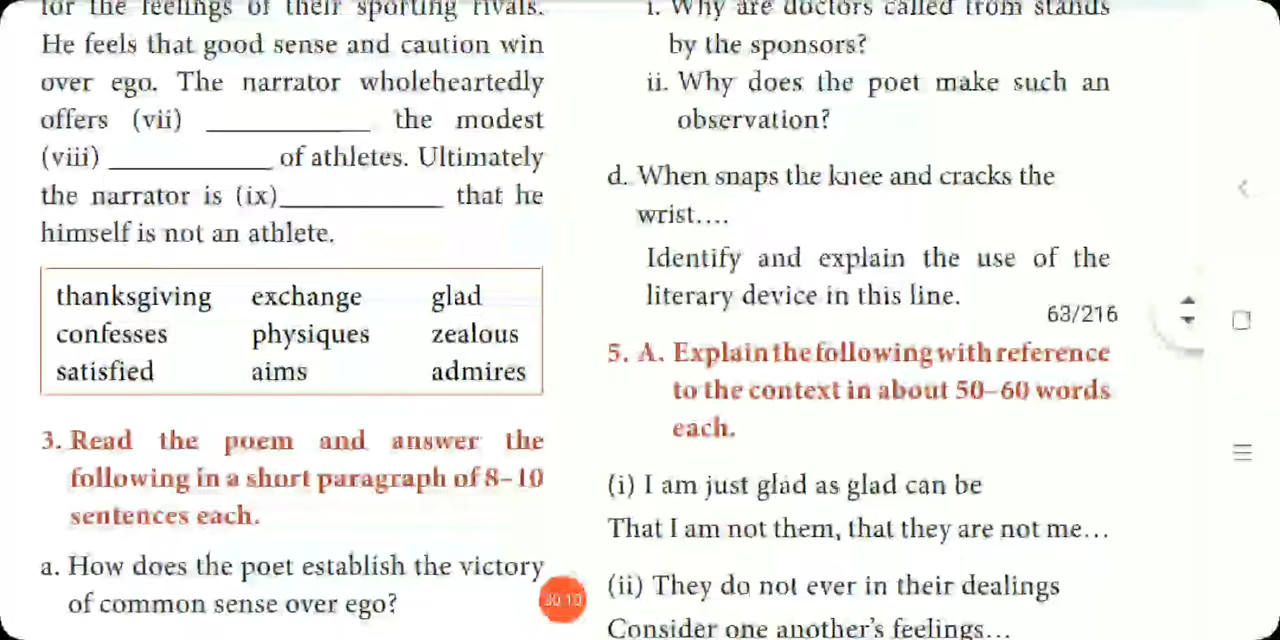 for the feelings of their sporting rivals.
He feels that good sense and caution win
over ego. The narrator wholeheartedly
offers (vii) ____________ the modest
(viii) ____________ of athletes. Ultimately
the narrator is (ix)____________ that he
himself is not an athlete.
thanksgiving exchange glad
confesses physiques zealous
satisfied aims admires
3. Read the poem and answer the
following in a short paragraph of 8–10
sentences each.
a. How does the poet establish the victory
of common sense over ego?
i. Why are doctors called from stands
by the sponsors?
ii. Why does the poet make such an
observation?
d. When snaps the knee and cracks the
wrist....
Identify and explain the use of the
literary device in this line.
63/216
5. A. Explain the following with reference
to the context in about 50–60 words
each.
(i) I am just glad as glad can be
That I am not them, that they are not me…
(ii) They do not ever in their dealings
Consider one another's feelings…
00:10